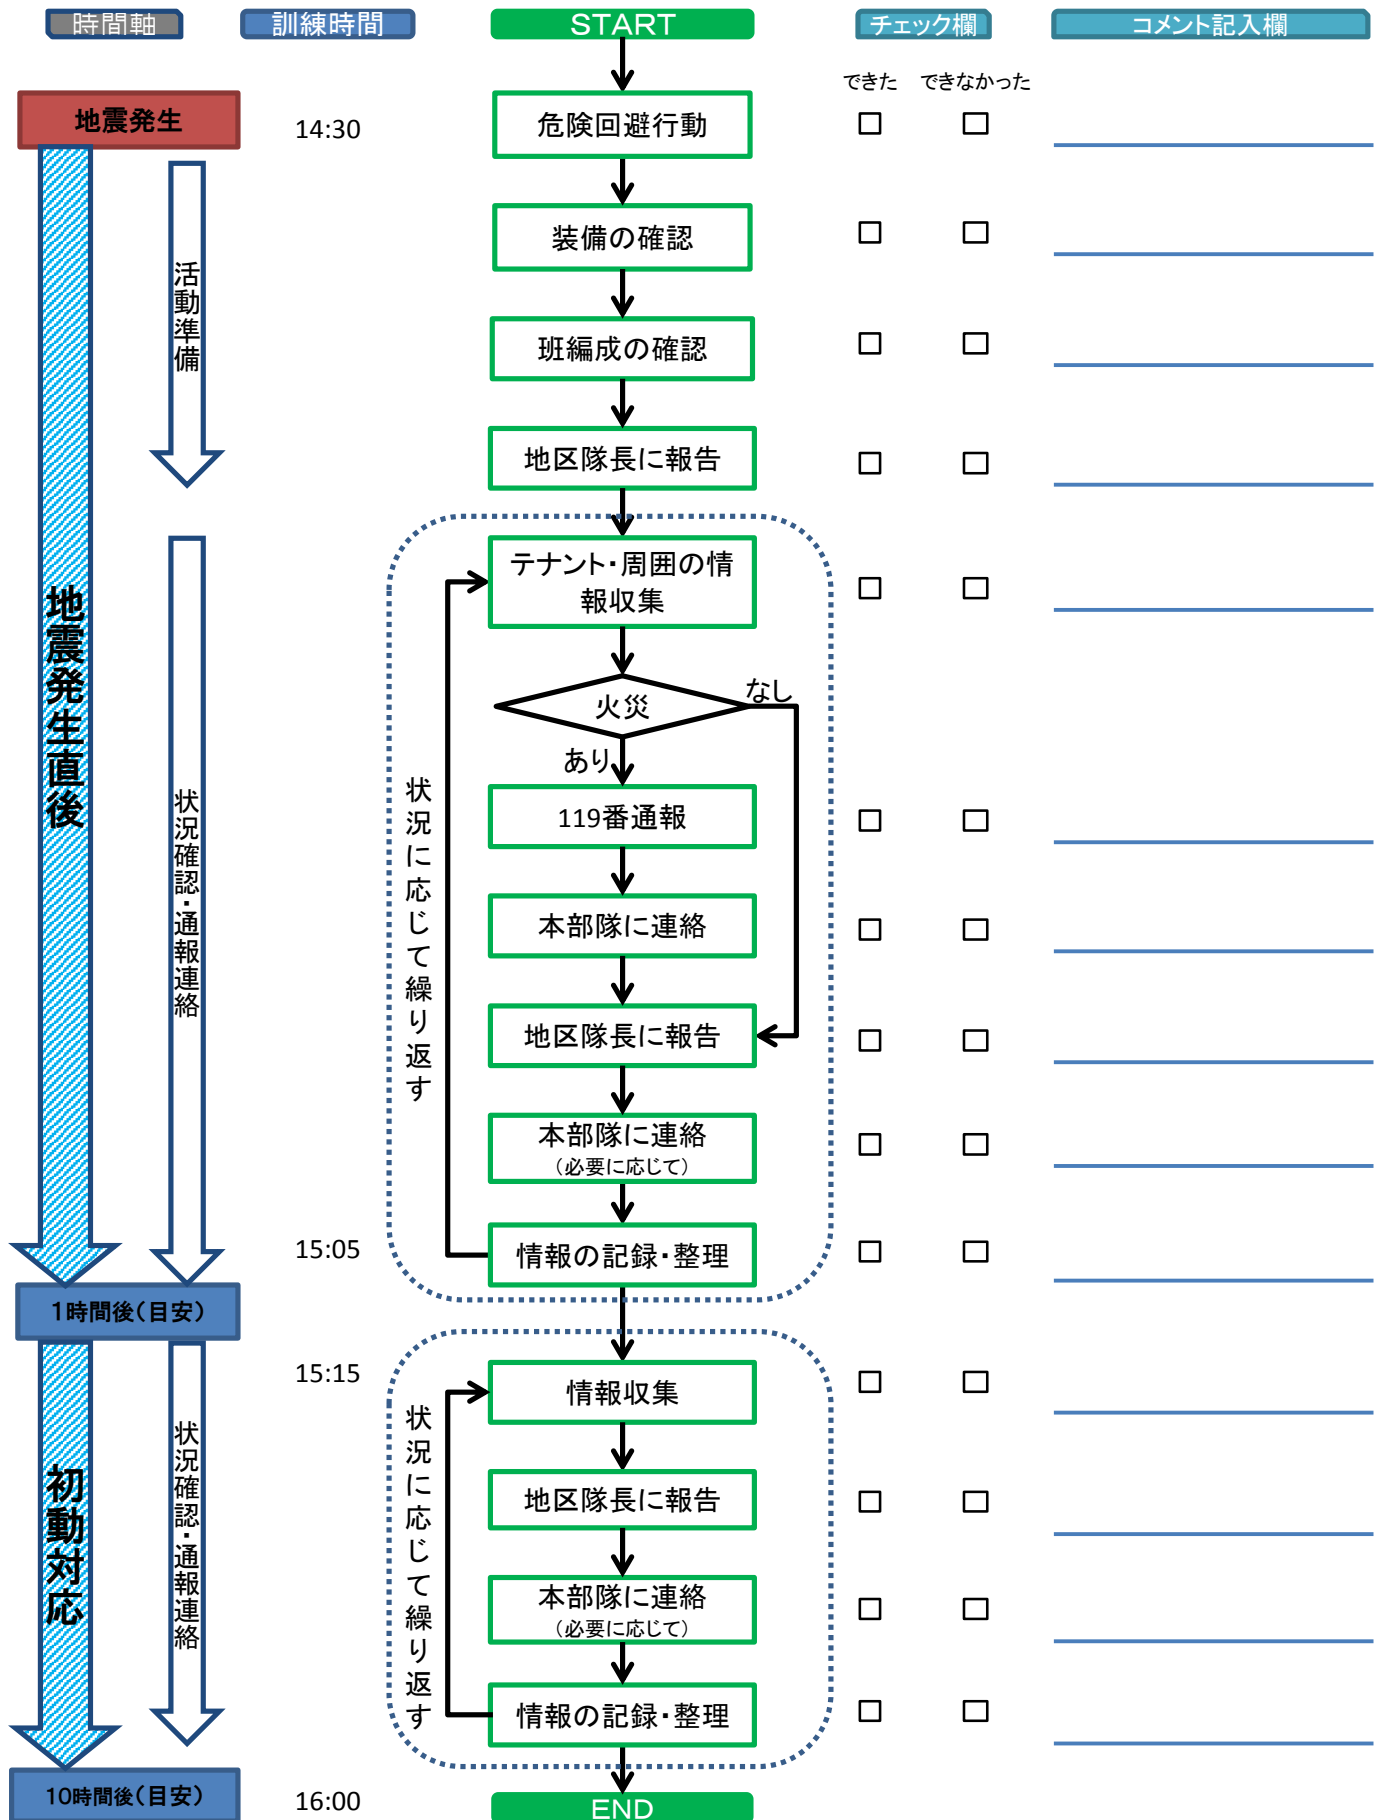 時間軸
訓練時間
START
チェック欄
コメント記入欄
できた
できなかった
地震発生
14:30
危険回避行動
装備の確認
活動準備
班編成の確認
地区隊長に報告
地震発生直後
テナント・周囲の情
報収集
火災
なし
あり
状況に応じて繰り返す
状況確認・通報連絡
119番通報
本部隊に連絡
地区隊長に報告
本部隊に連絡
（必要に応じて）
15:05
情報の記録・整理
1時間後（目安）
15:15
情報収集
初動対応
状況確認・通報連絡
状況に応じて繰り返す
地区隊長に報告
本部隊に連絡
（必要に応じて）
情報の記録・整理
10時間後（目安）
16:00
END